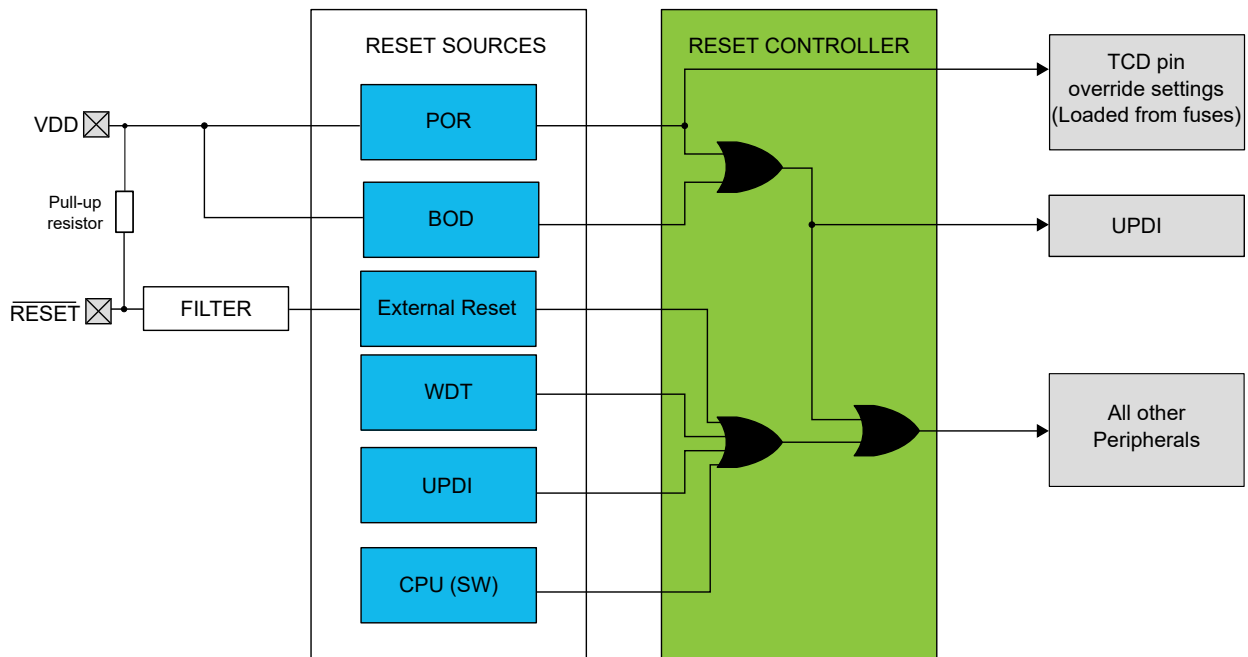 RESET SOURCES
RESET CONTROLLER
TCD pin
override settings
(Loaded from fuses)
VDD
POR
Pull-up
resistor
BOD
UPDI
RESET
FILTER
External Reset
WDT
All other
Peripherals
UPDI
CPU (SW)